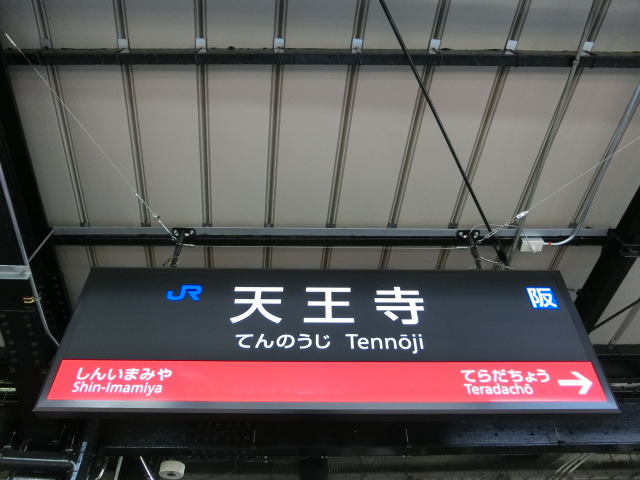 JR 天王寺 阪
てんのうじ Tennōji
しんいまみや てらだちょう
Shin-Imamiya Teradachō